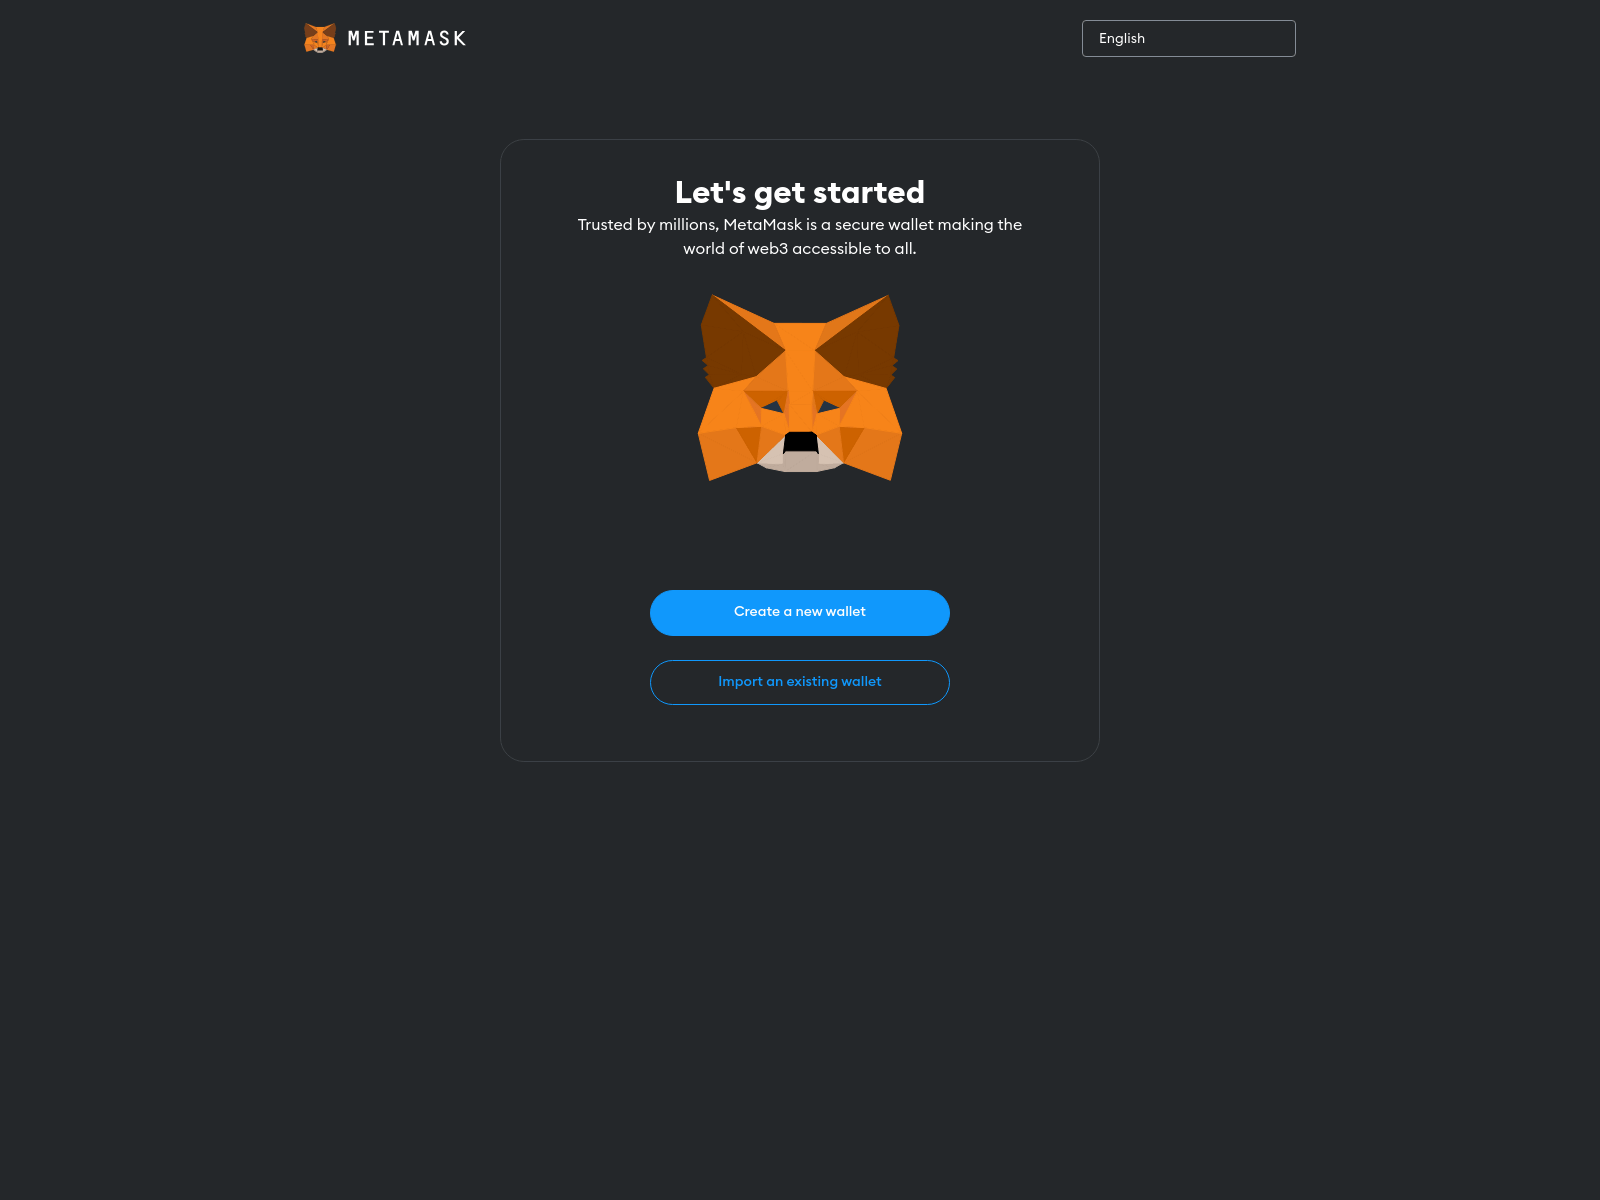 METAMASK
English
Let's get started
Trusted by millions, MetaMask is a secure wallet making the
world of web3 accessible to all.
Create a new wallet
Import an existing wallet